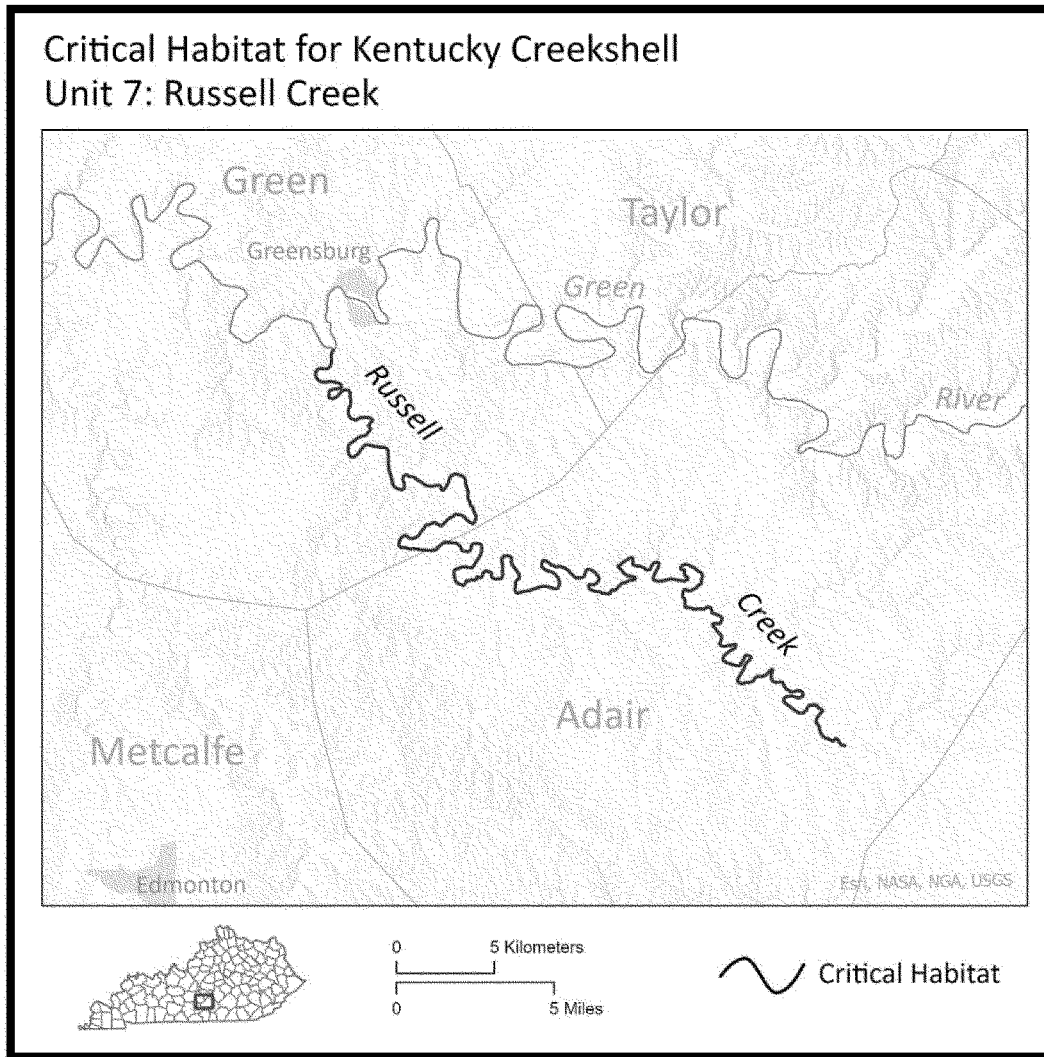 Critical Habitat for Kentucky Creekshell
Unit 7: Russell Creek
Green
Taylor
Greensburg
Green
Russell
River
Creek
Adair
Metcalfe
Edmonton
Esri, NASA, NGA, USGS
0 5 Kilometers
0 5 Miles
Critical Habitat